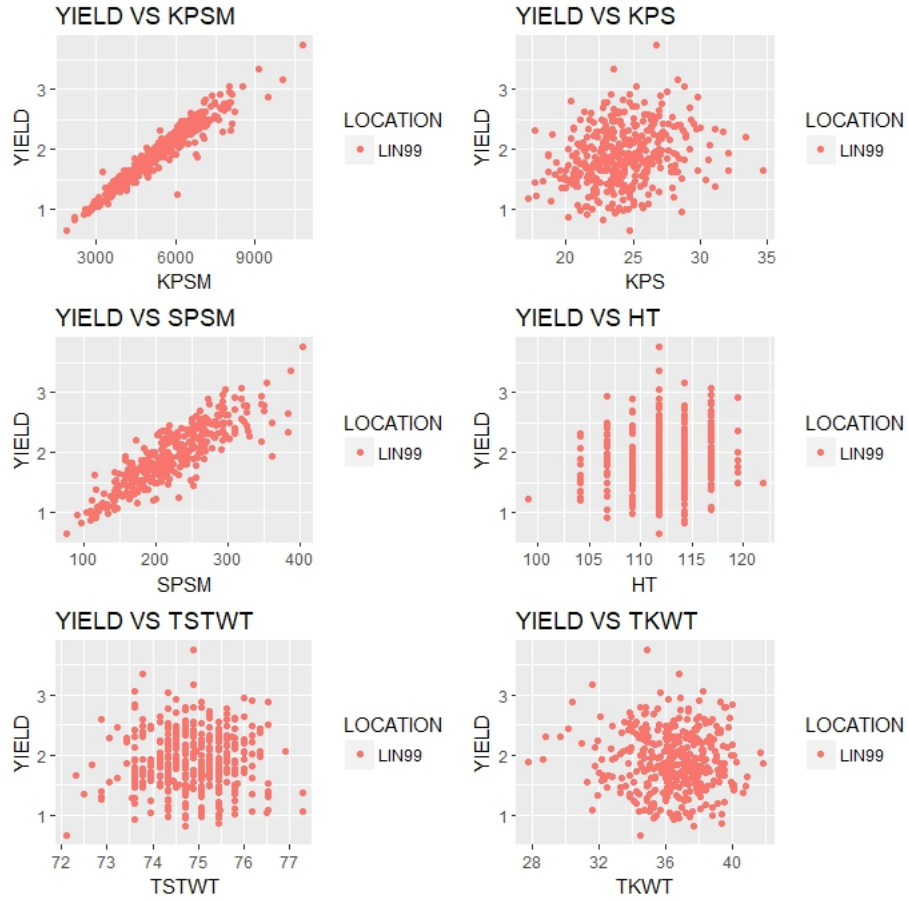 YIELD VS KPSM
YIELD
3
2
1
3000 6000 9000
KPSM
LOCATION
LIN99
YIELD VS KPS
YIELD
3
2
1
20 25 30 35
KPS
LOCATION
LIN99
YIELD VS SPSM
YIELD
3
2
1
100 200 300 400
SPSM
LOCATION
LIN99
YIELD VS HT
YIELD
3
2
1
100 105 110 115 120
HT
LOCATION
LIN99
YIELD VS TSTWT
YIELD
3
2
1
72 73 74 75 76 77
TSTWT
LOCATION
LIN99
YIELD VS TKWT
YIELD
3
2
1
28 32 36 40
TKWT
LOCATION
LIN99